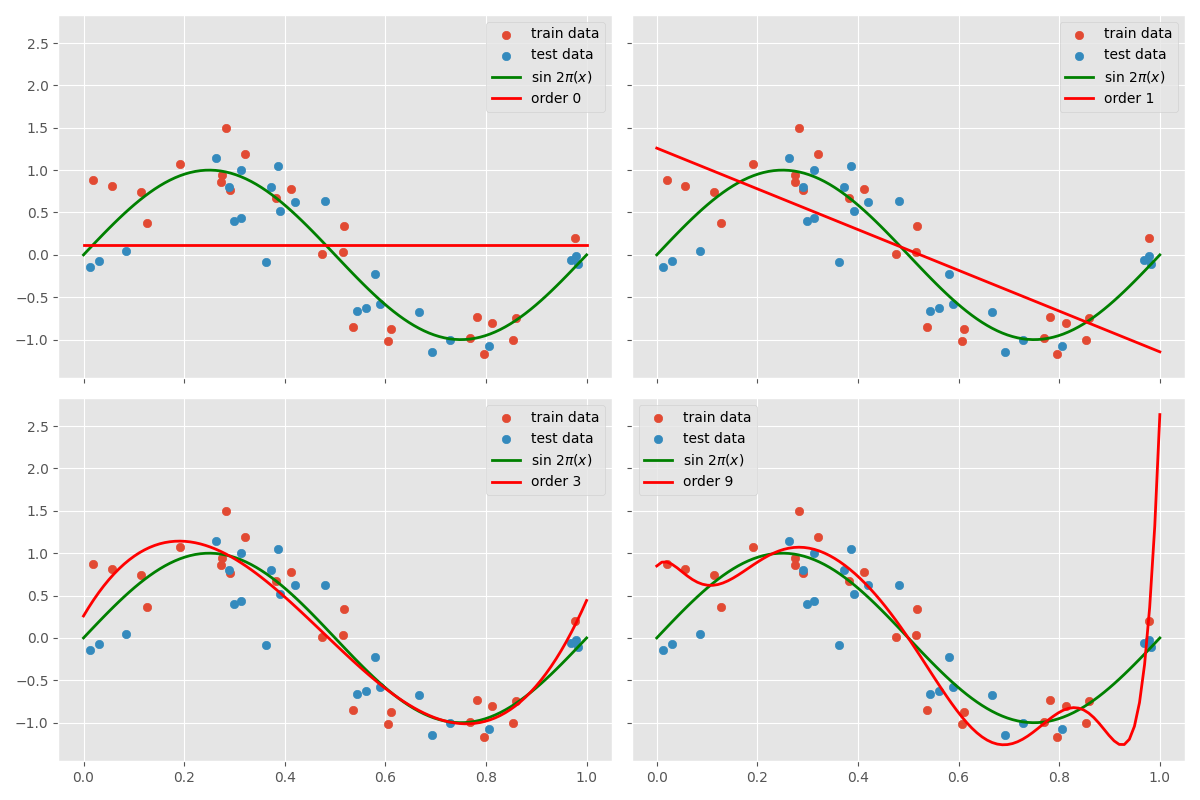 2.5
2.0
1.5
1.0
0.5
0.0
−0.5
−1.0
train data
test data
sin 2π(x)
order 0
train data
test data
sin 2π(x)
order 1
2.5
2.0
1.5
1.0
0.5
0.0
−0.5
−1.0
train data
test data
sin 2π(x)
order 3
0.0 0.2 0.4 0.6 0.8 1.0
train data
test data
sin 2π(x)
order 9
0.0 0.2 0.4 0.6 0.8 1.0